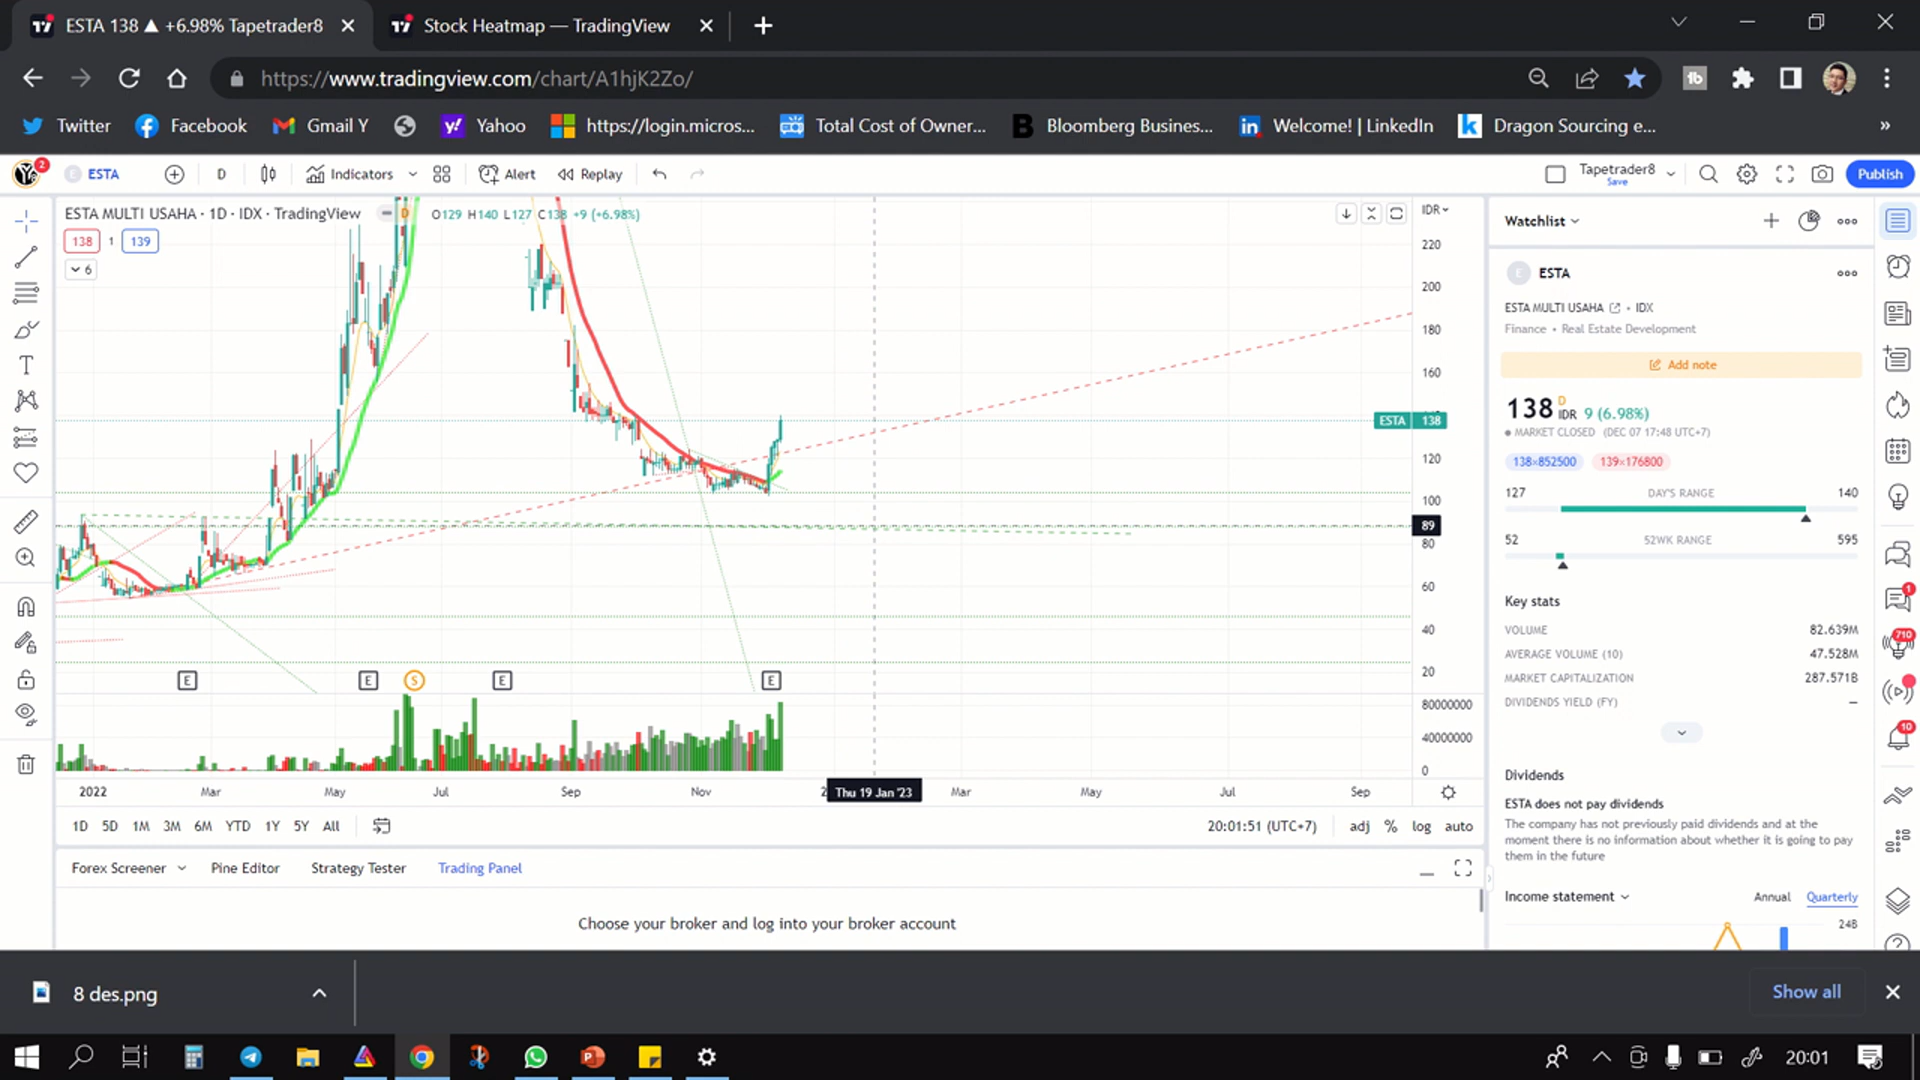 ESTA 138 ▲ +6.98% Tapetrader8
Stock Heatmap — TradingView
https://www.tradingview.com/chart/A1hjK2Zo/
Twitter Facebook Gmail Y Yahoo https://login.micros... Total Cost of Owner... Bloomberg Business... Welcome! | LinkedIn Dragon Sourcing e... »
2 ESTA D Indicators Alert Replay Tapetrader8 Save Publish
ESTA MULTI USAHA · 1D · IDX · TradingView D O129 H140 L127 C138 +9 (+6.98%) IDR
138 1 139
6
220
200
180
160
ESTA 138
120
100
89
80
60
40
20
E E S E E
80000000
40000000
0
2022 Mar May Jul Sep Nov Thu 19 Jan '23 Mar May Jul Sep
1D 5D 1M 3M 6M YTD 1Y 5Y All 20:01:51 (UTC+7) adj % log auto
Forex Screener Pine Editor Strategy Tester Trading Panel
Choose your broker and log into your broker account
Watchlist
E ESTA
ESTA MULTI USAHA · IDX
Finance • Real Estate Development
Add note
138 D IDR 9 (6.98%)
MARKET CLOSED (DEC 07 17:48 UTC+7)
138×852500 139×176800
127 DAY'S RANGE 140
52 52WK RANGE 595
Key stats
VOLUME 82.639M
AVERAGE VOLUME (10) 47.528M
MARKET CAPITALIZATION 287.571B
DIVIDENDS YIELD (FY) —
Dividends
ESTA does not pay dividends
The company has not previously paid dividends and at the
moment there is no information about whether it is going to pay
them in the future
Income statement Annual Quarterly
24B
1
710
10
8 des.png
Show all
20:01